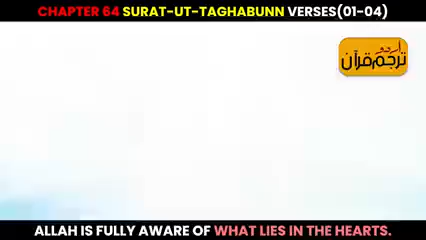 CHAPTER 64 SURAT-UT-TAGHABUNN VERSES(01-04)
اردو
ترجمہ قرآن
ALLAH IS FULLY AWARE OF WHAT LIES IN THE HEARTS.